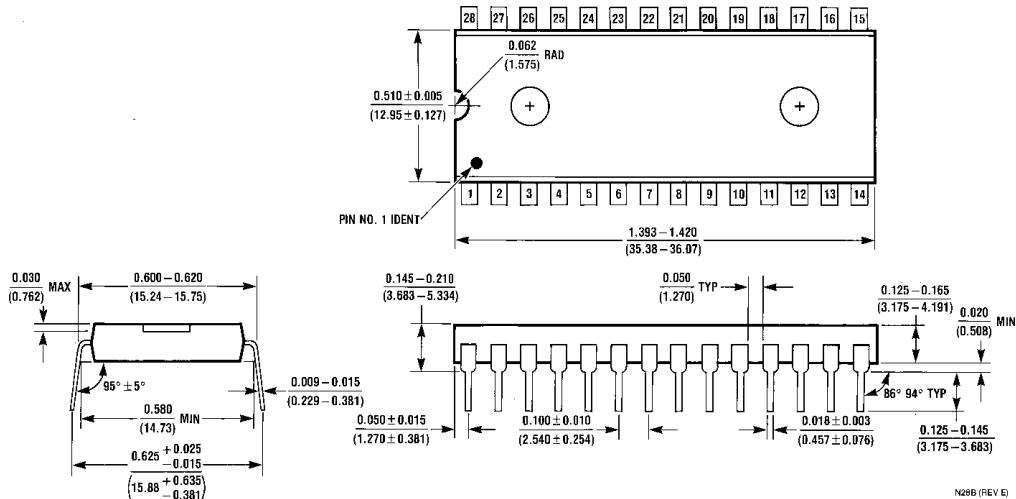 28 27 26 25 24 23 22 21 20 19 18 17 16 15
0.062
(1.575)
RAD
0.510 ± 0.005
(12.95 ± 0.127)
1 2 3 4 5 6 7 8 9 10 11 12 13 14
PIN NO. 1 IDENT
1.393 – 1.420
(35.38 – 36.07)
0.030
(0.762)
MAX
0.600 – 0.620
(15.24 – 15.75)
95° ± 5°
0.580
(14.73)
MIN
0.009 – 0.015
(0.229 – 0.381)
0.625 +0.025
–0.015
(15.88 +0.635
–0.381)
0.145 – 0.210
(3.683 – 5.334)
0.050
(1.270)
TYP
0.125 – 0.165
(3.175 – 4.191)
0.020
(0.508)
MIN
86° 94° TYP
0.050 ± 0.015
(1.270 ± 0.381)
0.100 ± 0.010
(2.540 ± 0.254)
0.018 ± 0.003
(0.457 ± 0.076)
0.125 – 0.145
(3.175 – 3.683)
N28B (REV E)